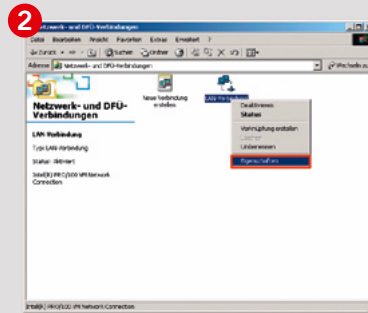 2
Netzwerk- und DFÜ-Verbindungen
Datei Bearbeiten Ansicht Favoriten Extras Erweitert ?
Zurück Suchen Ordner
Adresse Netzwerk- und DFÜ-Verbindungen Wechseln zu
Netzwerk- und DFÜ-
Verbindungen
Neue Verbindung
erstellen
LAN-Verbindung
Deaktivieren
Status
Verknüpfung erstellen
Löschen
Umbenennen
Eigenschaften
LAN-Verbindung
Typ: LAN-Verbindung
Status: Aktiviert
Intel(R) PRO/100 VM Network
Connection
Intel(R) PRO/100 VM Network Connection